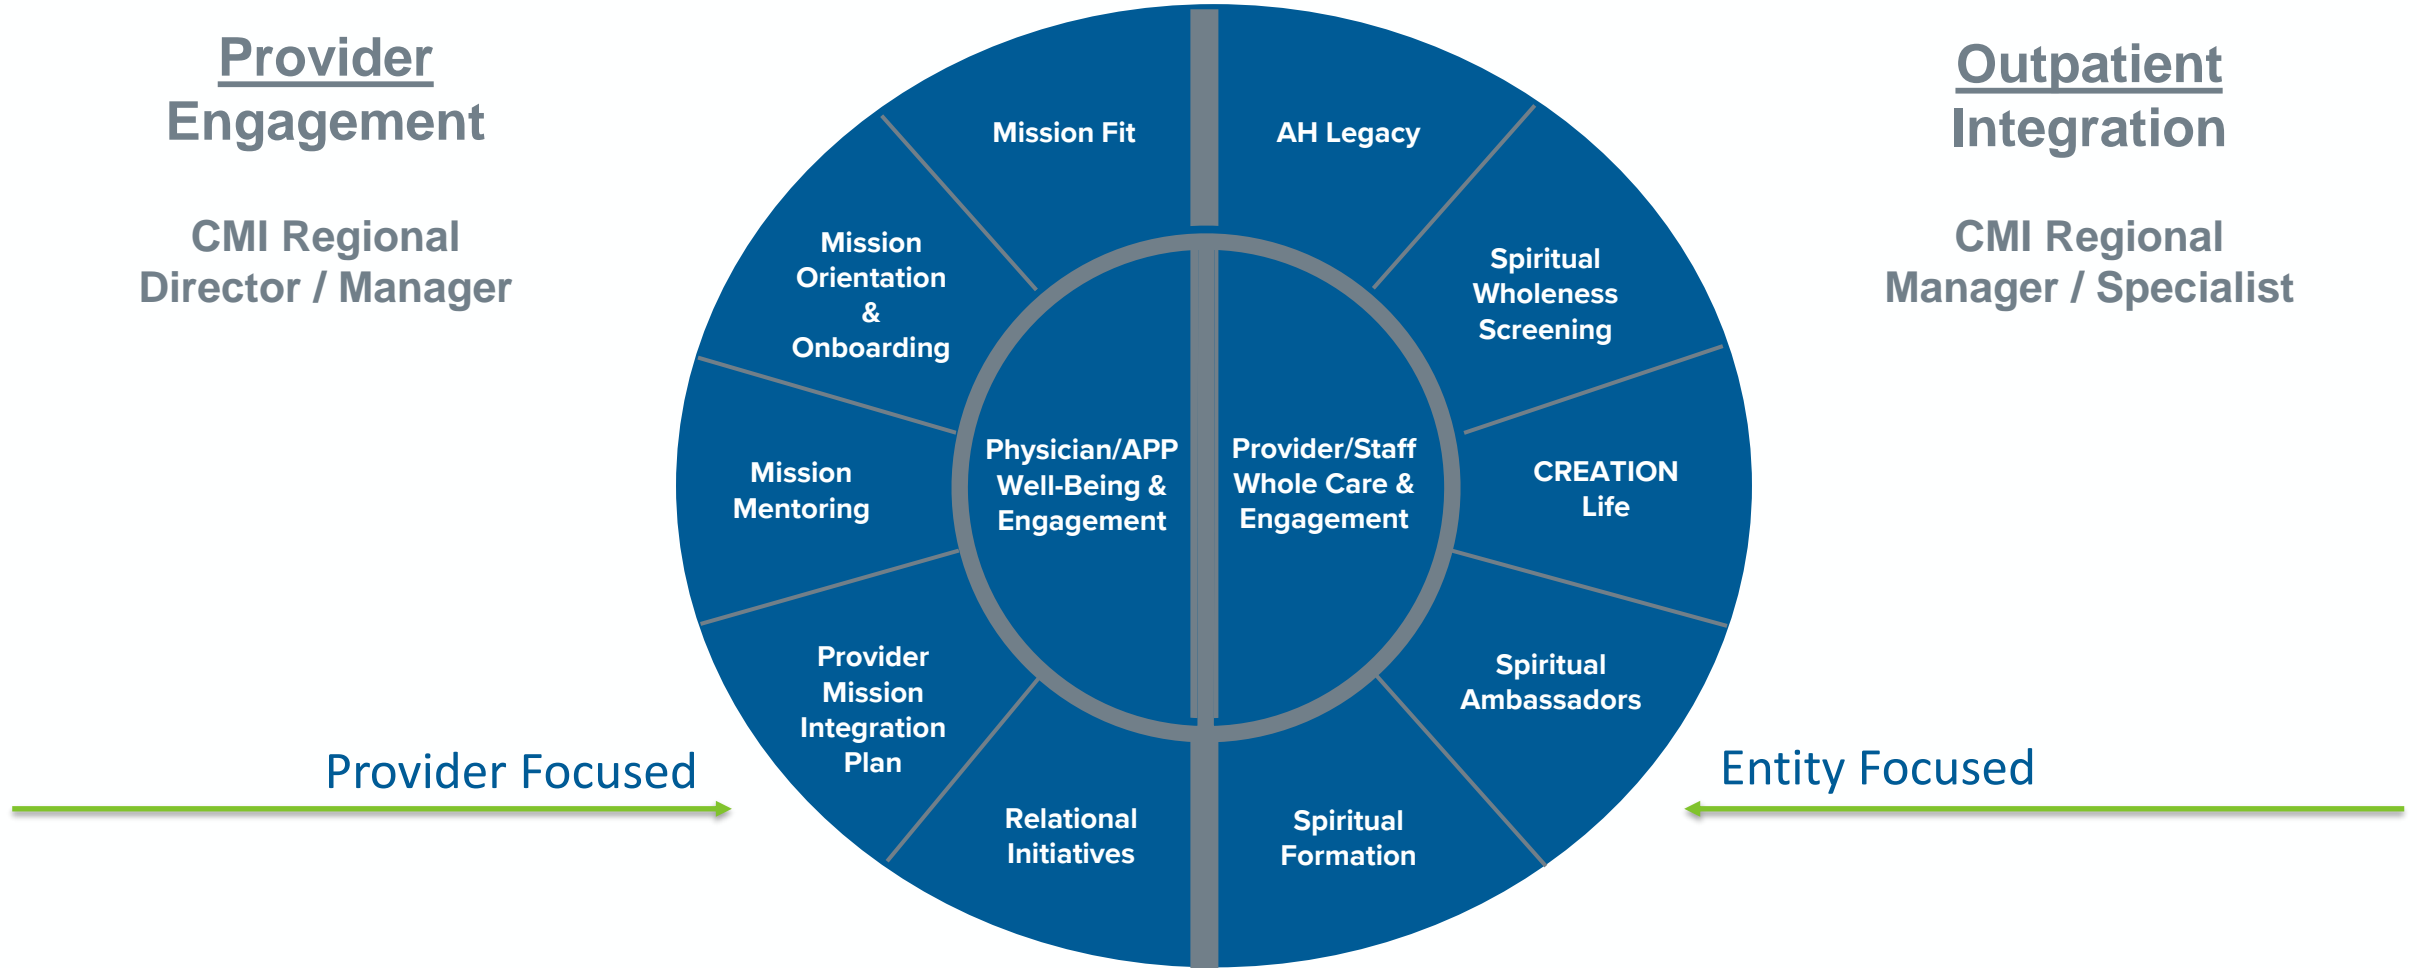 Provider
Engagement
CMI Regional
Director / Manager
Outpatient
Integration
CMI Regional
Manager / Specialist
Mission Fit
AH Legacy
Mission
Orientation
&
Onboarding
Spiritual
Wholeness
Screening
Mission
Mentoring
Physician/APP
Well-Being &
Engagement
Provider/Staff
Whole Care &
Engagement
CREATION
Life
Provider
Mission
Integration
Plan
Spiritual
Ambassadors
Relational
Initiatives
Spiritual
Formation
Provider Focused
Entity Focused